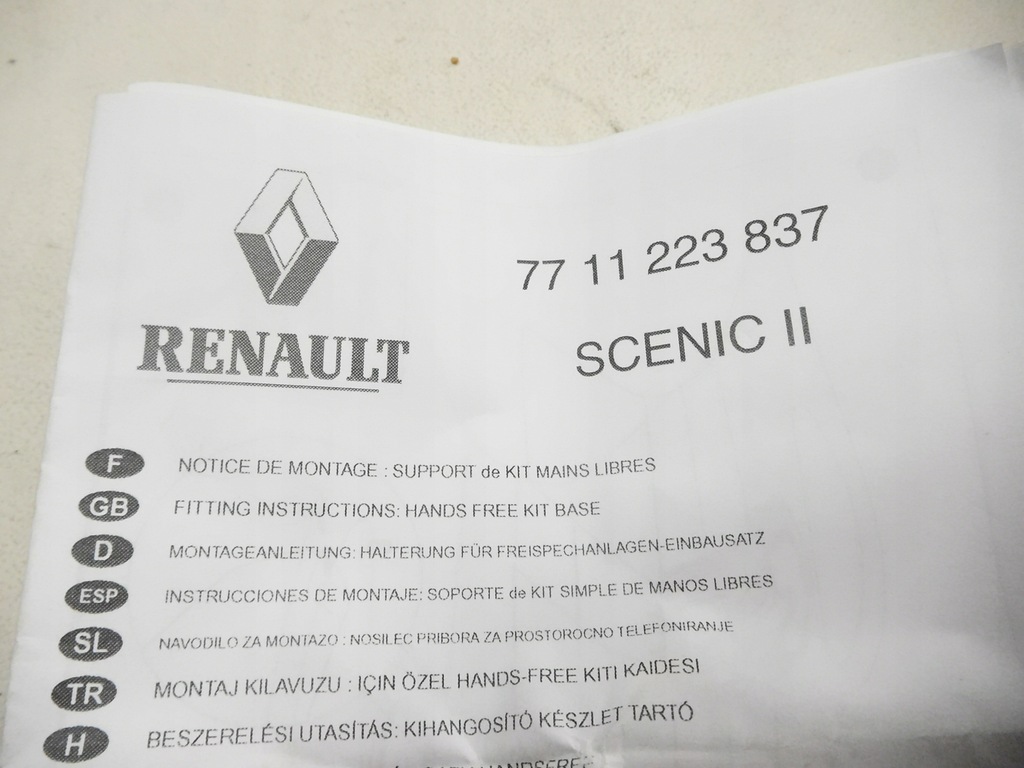 77 11 223 837
RENAULT
SCENIC II
F NOTICE DE MONTAGE : SUPPORT de KIT MAINS LIBRES
GB FITTING INSTRUCTIONS: HANDS FREE KIT BASE
D MONTAGEANLEITUNG: HALTERUNG FÜR FREISPECHANLAGEN-EINBAUSATZ
ESP INSTRUCCIONES DE MONTAJE: SOPORTE de KIT SIMPLE DE MANOS LIBRES
SL NAVODILO ZA MONTAZO : NOSILEC PRIBORA ZA PROSTOROCNO TELEFONIRANJE
TR MONTAJ KILAVUZU : IÇIN ÖZEL HANDS-FREE KITI KAIDESI
H BESZERELÉSI UTASÍTÁS: KIHANGOSÍTÓ KÉSZLET TARTÓ